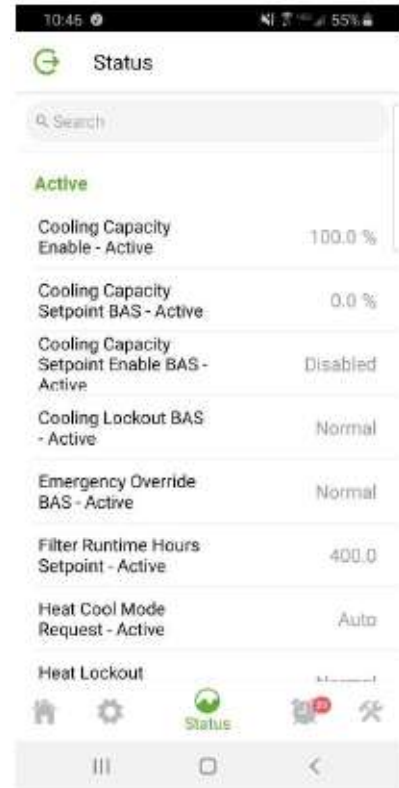 10:46
55%
Status
Search
Active
Cooling Capacity
Enable - Active
100.0 %
Cooling Capacity
Setpoint BAS - Active
0.0 %
Cooling Capacity
Setpoint Enable BAS -
Active
Disabled
Cooling Lockout BAS
- Active
Normal
Emergency Override
BAS - Active
Normal
Filter Runtime Hours
Setpoint - Active
400.0
Heat Cool Mode
Request - Active
Auto
Heat Lockout
Status